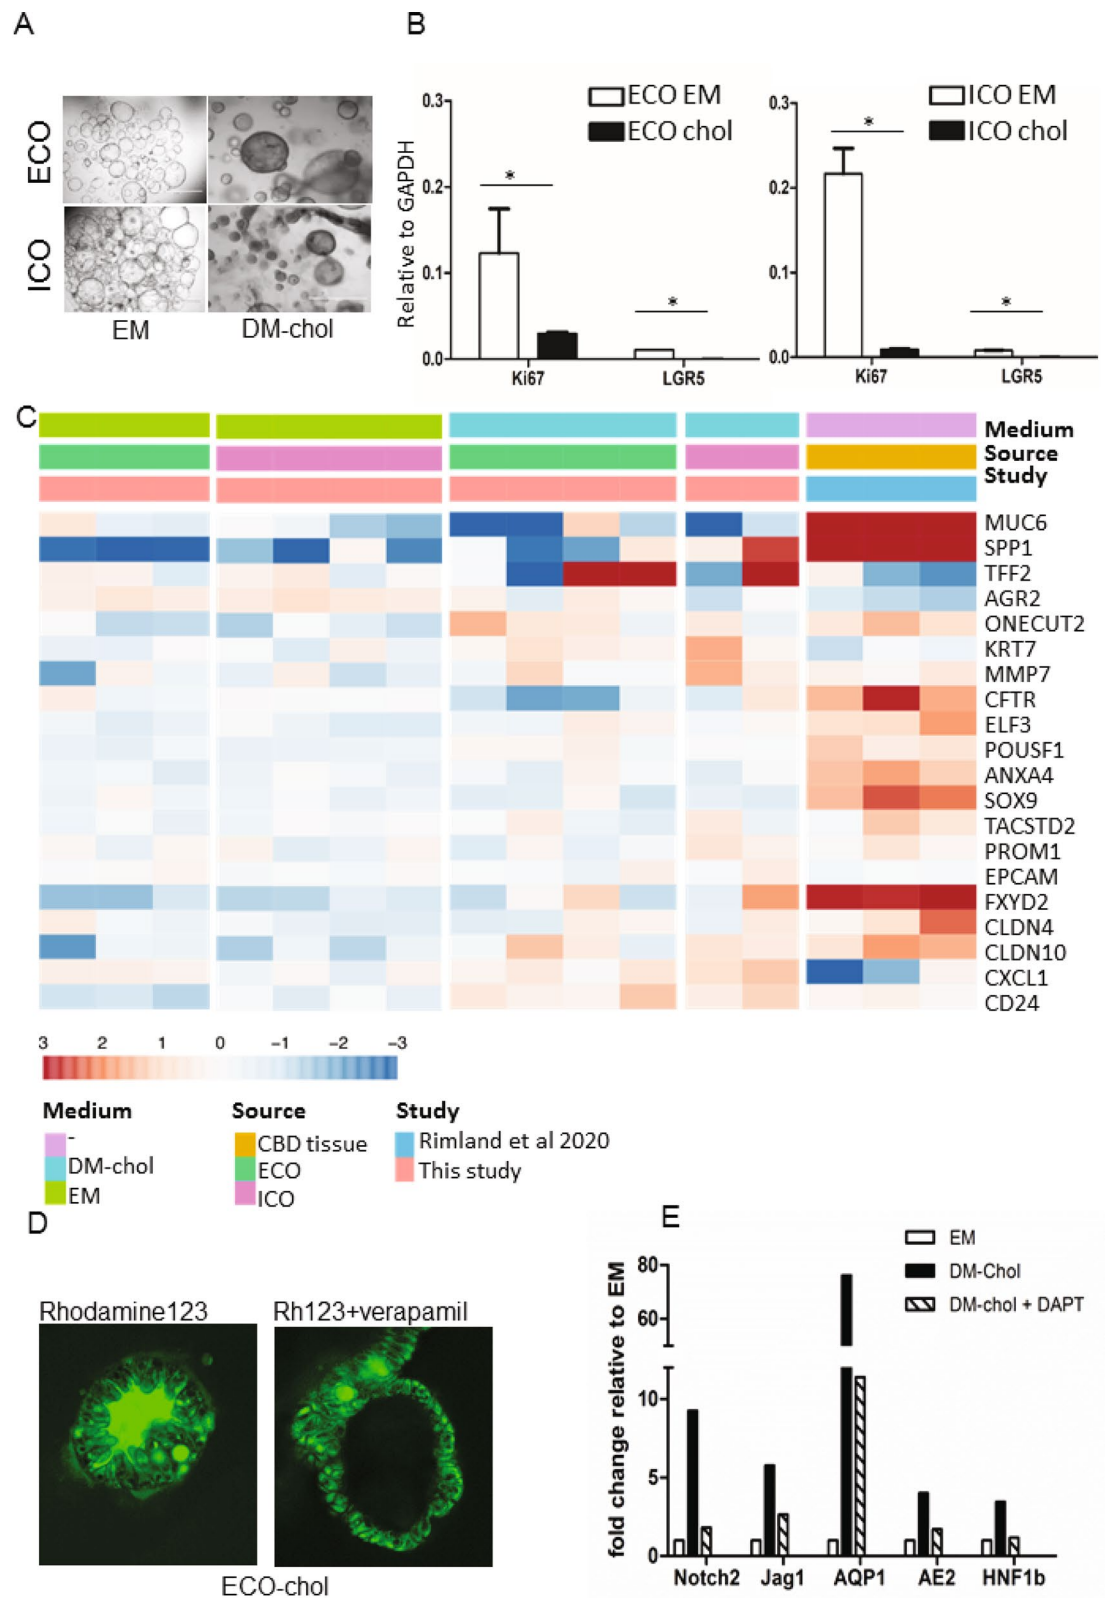 A
B
ECO
ICO
EM
DM-chol
Relative to GAPDH
0.3
0.2
0.1
0.0
ECO EM
ECO chol
*
*
Ki67
LGR5
0.3
0.2
0.1
0.0
ICO EM
ICO chol
*
*
Ki67
LGR5
C
Medium
Source
Study
MUC6
SPP1
TFF2
AGR2
ONECUT2
KRT7
MMP7
CFTR
ELF3
POUSF1
ANXA4
SOX9
TACSTD2
PROM1
EPCAM
FXYD2
CLDN4
CLDN10
CXCL1
CD24
3 2 1 0 −1 −2 −3
Medium
-
DM-chol
EM
Source
CBD tissue
ECO
ICO
Study
Rimland et al 2020
This study
D
Rhodamine123
Rh123+verapamil
ECO-chol
E
fold change relative to EM
80
60
10
5
0
EM
DM-Chol
DM-chol + DAPT
Notch2 Jag1 AQP1 AE2 HNF1b